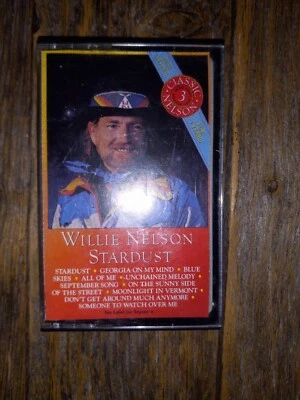 CLASSIC
3
NELSON
WILLIE NELSON
STARDUST
STARDUST • GEORGIA ON MY MIND • BLUE
SKIES • ALL OF ME • UNCHAINED MELODY •
SEPTEMBER SONG • ON THE SUNNY SIDE
OF THE STREET • MOONLIGHT IN VERMONT •
DON'T GET AROUND MUCH ANYMORE •
SOMEONE TO WATCH OVER ME